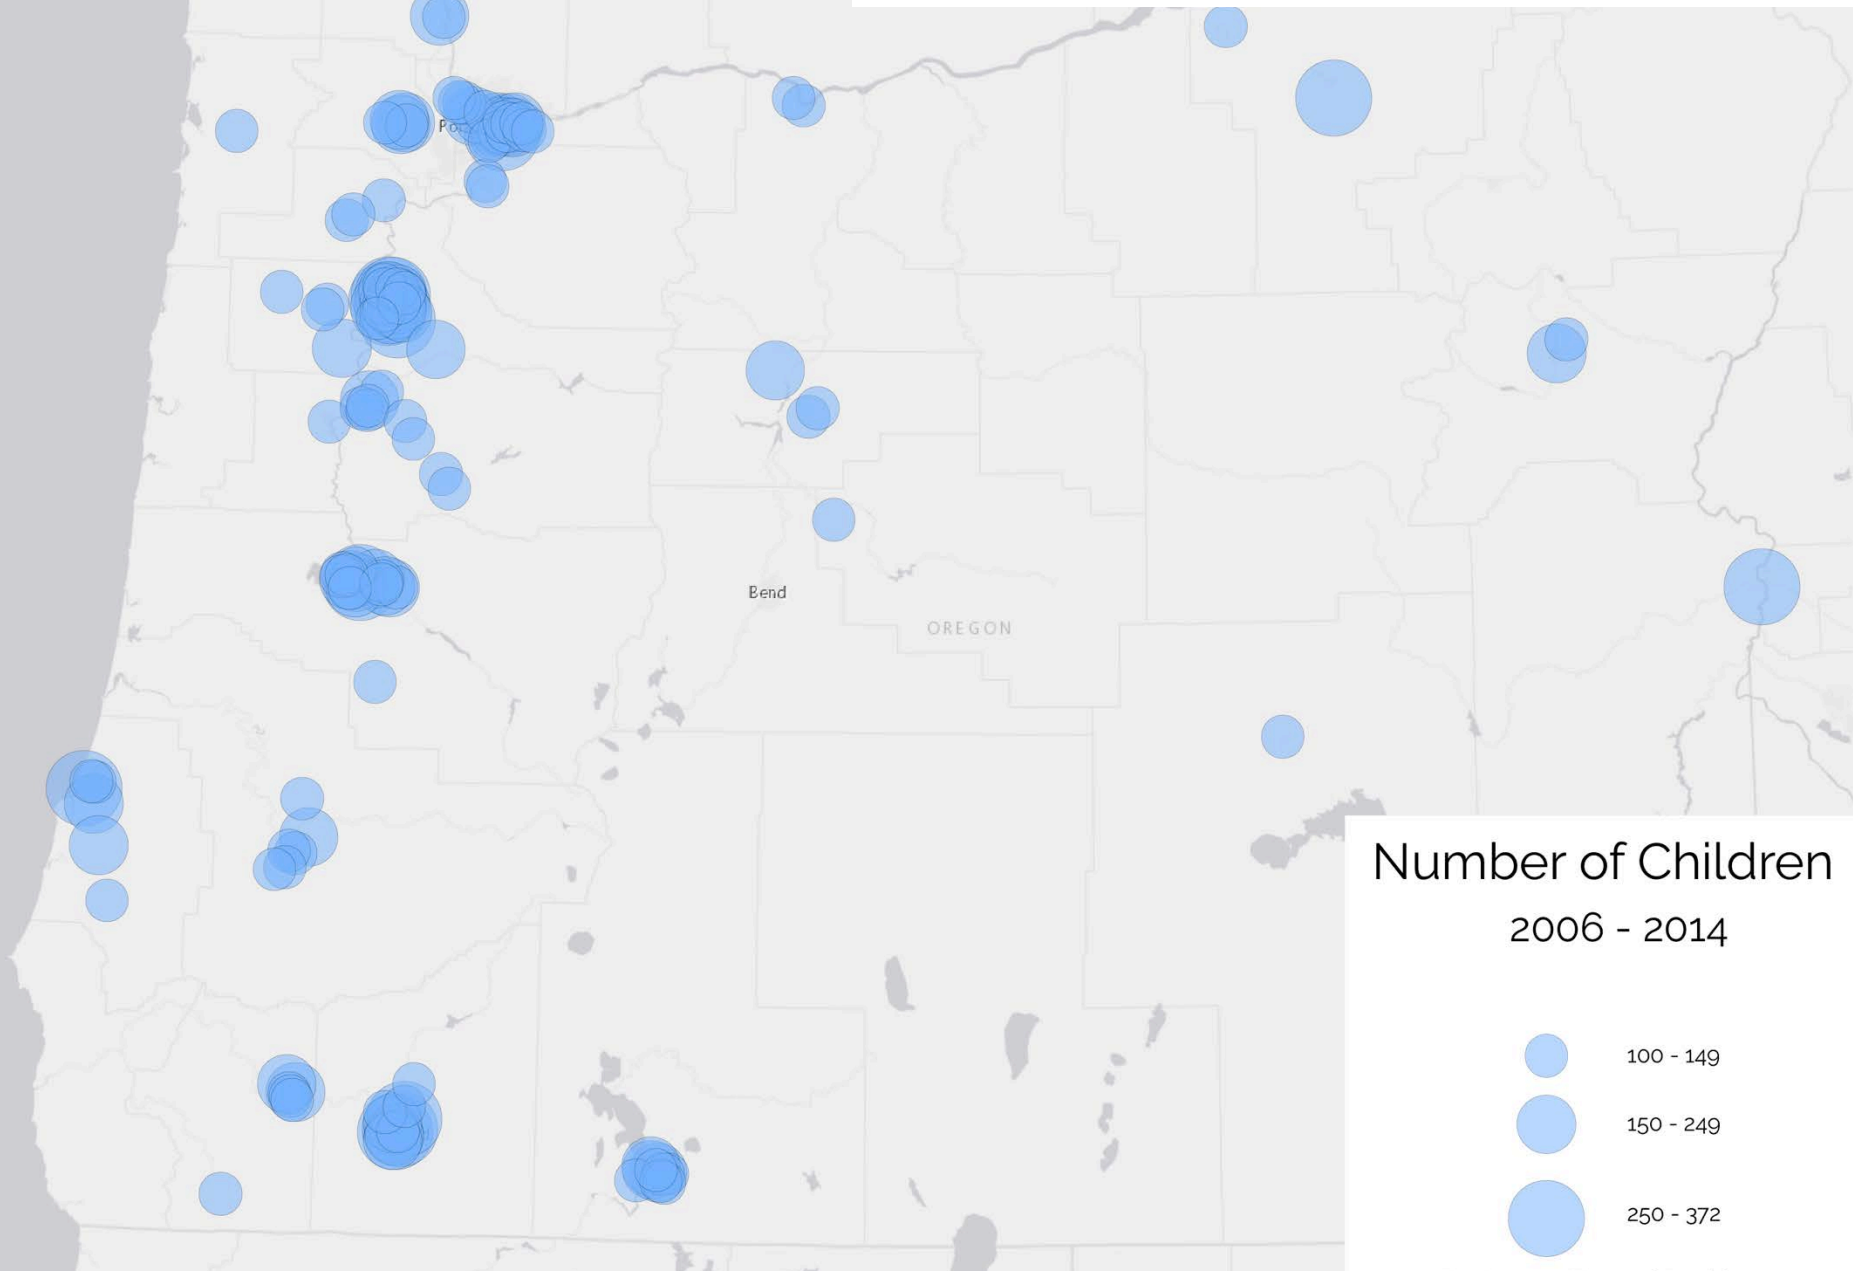 Bend
OREGON
Number of Children
2006 - 2014
100 - 149
150 - 249
250 - 372